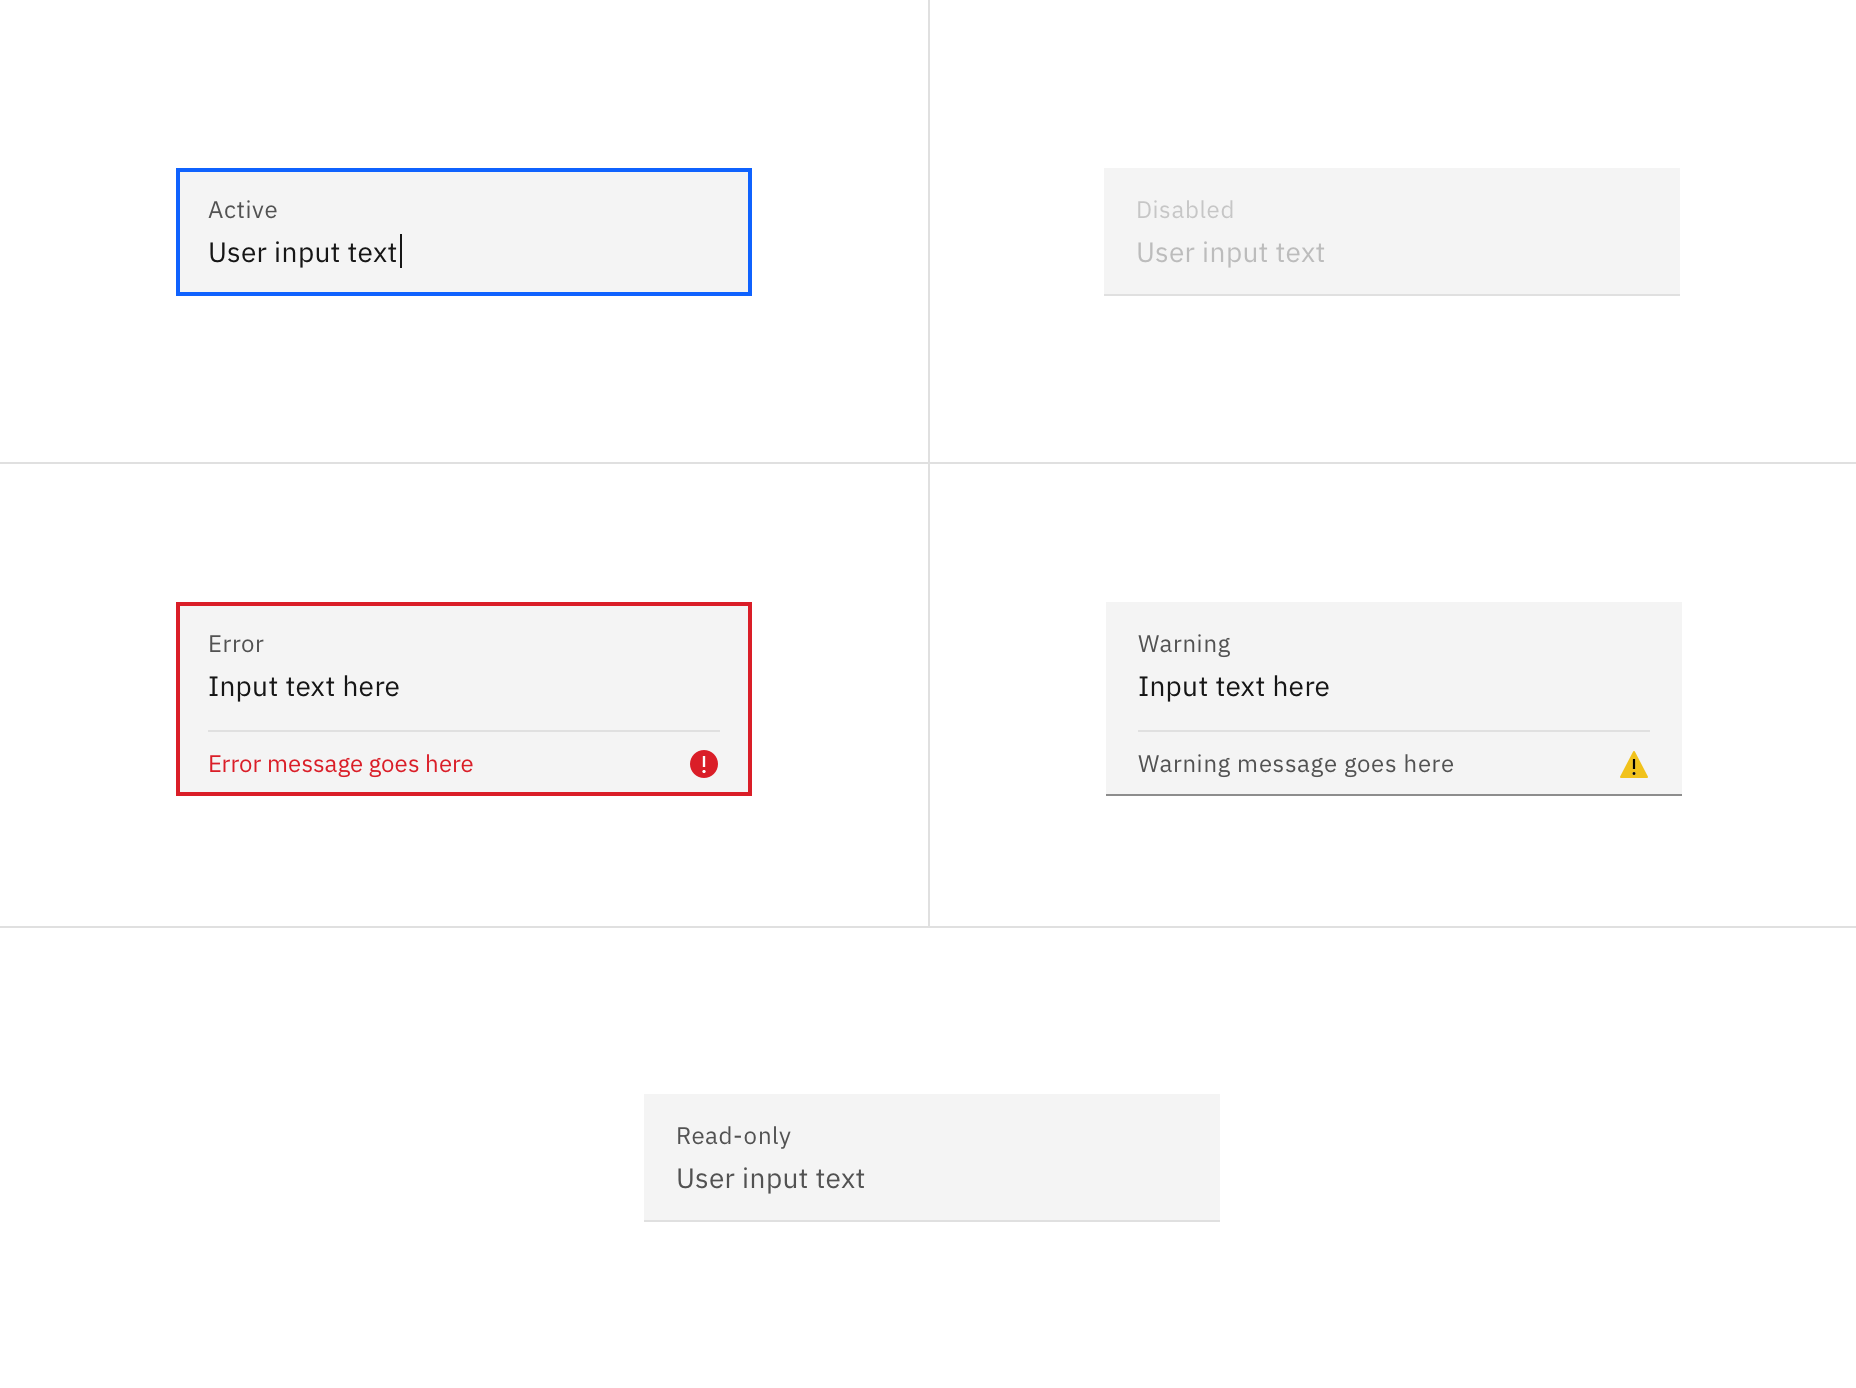 Active
User input text
Disabled
User input text
Error
Input text here
Error message goes here
Warning
Input text here
Warning message goes here
Read-only
User input text